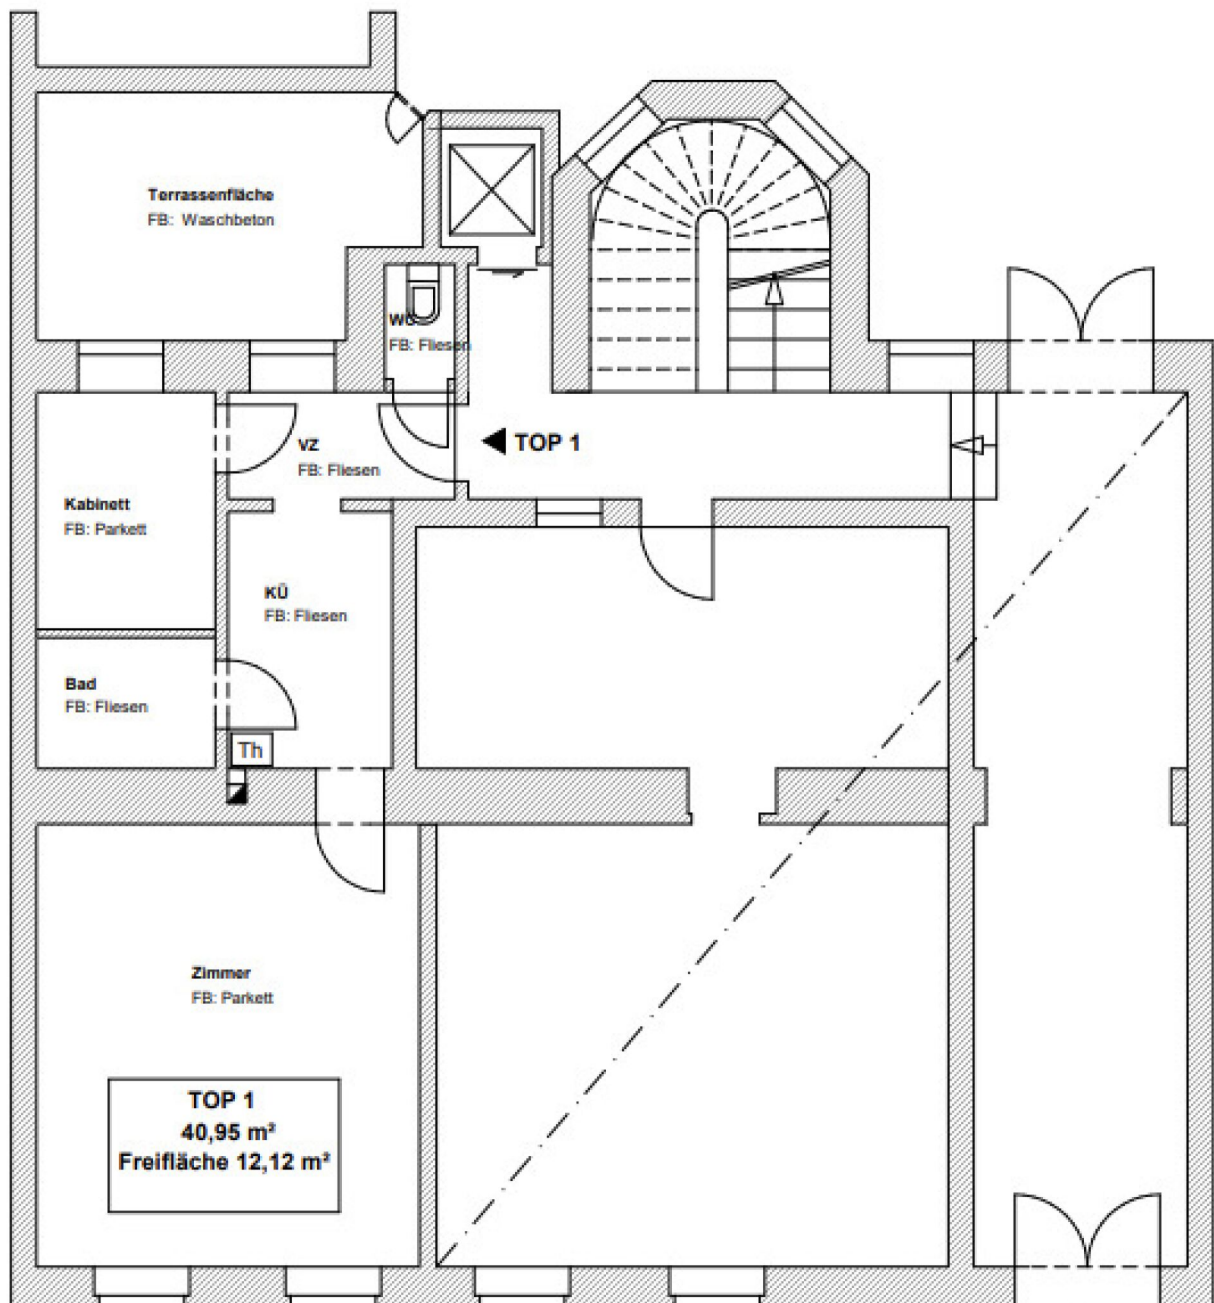 Terrassenfläche
FB: Waschbeton
WC
FB: Fliesen
TOP 1
VZ
FB: Fliesen
Kabinett
FB: Parkett
KÜ
FB: Fliesen
Bad
FB: Fliesen
Th
Zimmer
FB: Parkett
TOP 1
40,95 m²
Freifläche 12,12 m²